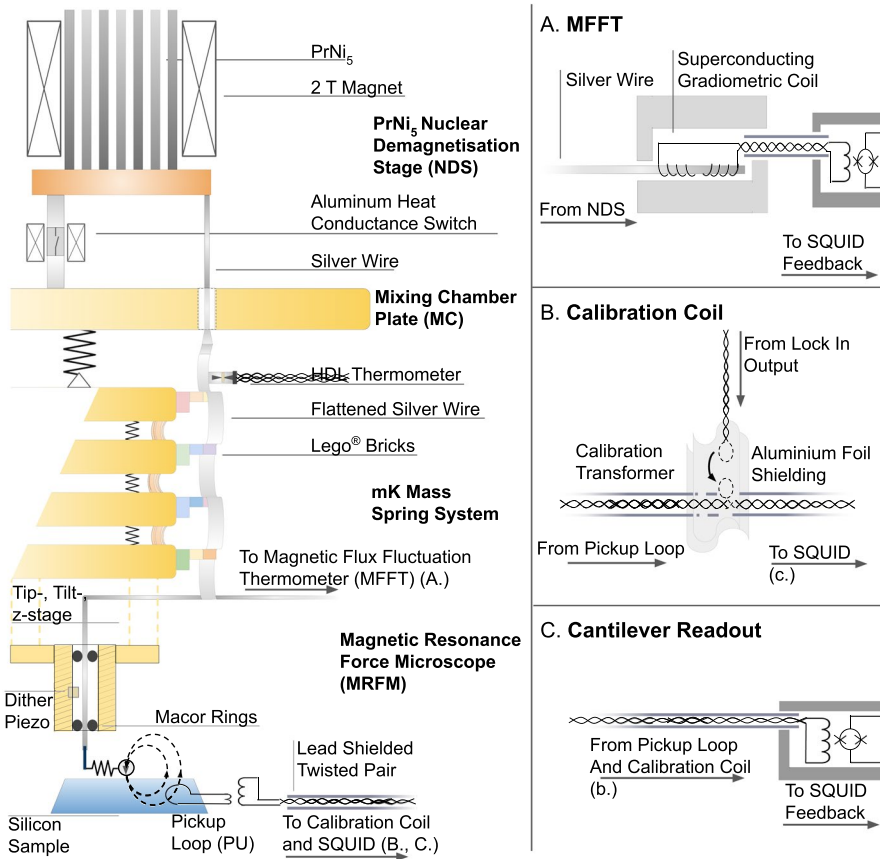 PrNi5
2 T Magnet
PrNi5 Nuclear
Demagnetisation
Stage (NDS)
Aluminum Heat
Conductance Switch
Silver Wire
Mixing Chamber
Plate (MC)
HDL Thermometer
Flattened Silver Wire
Lego® Bricks
mK Mass
Spring System
To Magnetic Flux Fluctuation
Thermometer (MFFT) (A.)
Tip-, Tilt-,
z-stage
Magnetic Resonance
Force Microscope
(MRFM)
Dither
Piezo
Macor Rings
Lead Shielded
Twisted Pair
Silicon
Sample
Pickup
Loop (PU)
To Calibration Coil
and SQUID (B., C.)
A. MFFT
Superconducting
Gradiometric Coil
Silver Wire
From NDS
To SQUID
Feedback
B. Calibration Coil
From Lock In
Output
Calibration
Transformer
Aluminium Foil
Shielding
From Pickup Loop
To SQUID
(c.)
C. Cantilever Readout
From Pickup Loop
And Calibration Coil
(b.)
To SQUID
Feedback